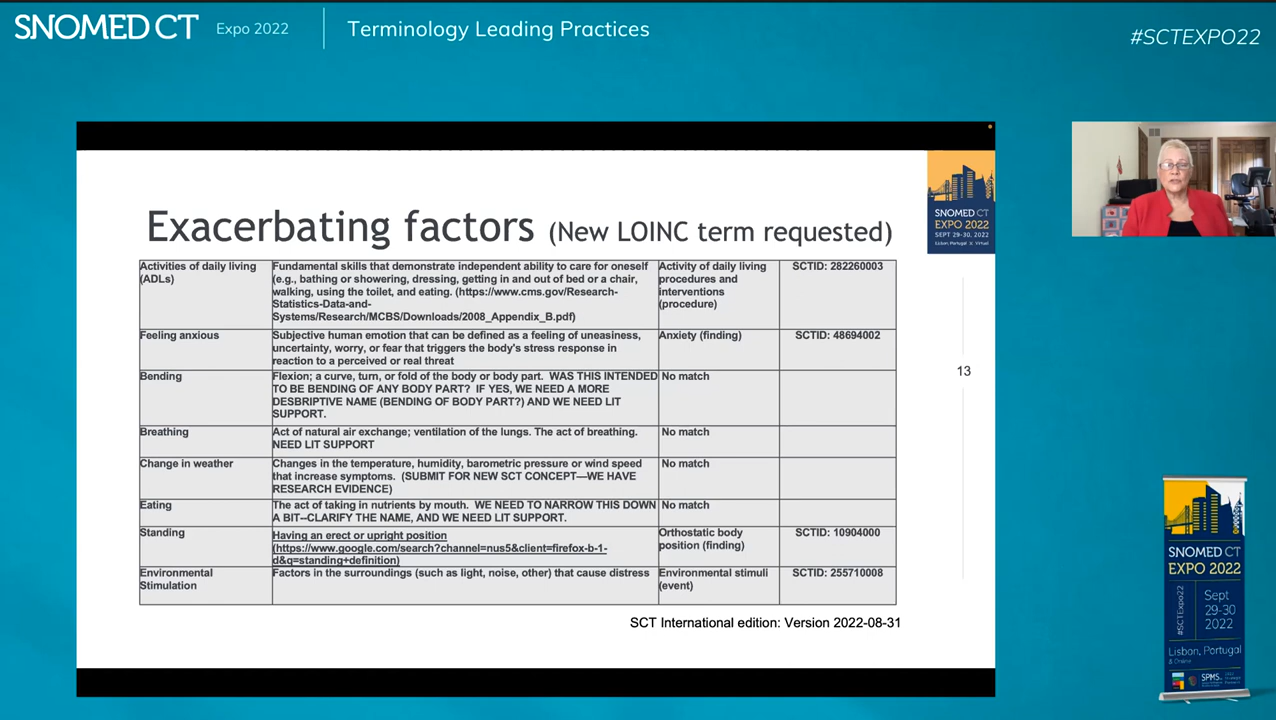 SNOMED CT Expo 2022 Terminology Leading Practices
#SCTEXPO22
SNOMED CT
EXPO 2022
SEPT 29-30, 2022
Lisbon, Portugal & Virtual
Exacerbating factors (New LOINC term requested)
Activities of daily living
(ADLs)
Fundamental skills that demonstrate independent ability to care for oneself
(e.g., bathing or showering, dressing, getting in and out of bed or a chair,
walking, using the toilet, and eating. (https://www.cms.gov/Research-
Statistics-Data-and-
Systems/Research/MCBS/Downloads/2008_Appendix_B.pdf)
Activity of daily living
procedures and
interventions
(procedure)
SCTID: 282260003
Feeling anxious
Subjective human emotion that can be defined as a feeling of uneasiness,
uncertainty, worry, or fear that triggers the body's stress response in
reaction to a perceived or real threat
Anxiety (finding)
SCTID: 48694002
Bending
Flexion; a curve, turn, or fold of the body or body part. WAS THIS INTENDED
TO BE BENDING OF ANY BODY PART? IF YES, WE NEED A MORE
DESBRIPTIVE NAME (BENDING OF BODY PART?) AND WE NEED LIT
SUPPORT.
No match
Breathing
Act of natural air exchange; ventilation of the lungs. The act of breathing.
NEED LIT SUPPORT
No match
Change in weather
Changes in the temperature, humidity, barometric pressure or wind speed
that increase symptoms. (SUBMIT FOR NEW SCT CONCEPT—WE HAVE
RESEARCH EVIDENCE)
No match
Eating
The act of taking in nutrients by mouth. WE NEED TO NARROW THIS DOWN
A BIT--CLARIFY THE NAME, AND WE NEED LIT SUPPORT.
No match
Standing
Having an erect or upright position
(https://www.google.com/search?channel=nus5&client=firefox-b-1-
d&q=standing+definition)
Orthostatic body
position (finding)
SCTID: 10904000
Environmental
Stimulation
Factors in the surroundings (such as light, noise, other) that cause distress
Environmental stimuli
(event)
SCTID: 255710008
SCT International edition: Version 2022-08-31
13
SNOMED CT
EXPO 2022
#SCTExpo22
Sept
29-30
2022
Lisbon, Portugal
& Online
SPMS